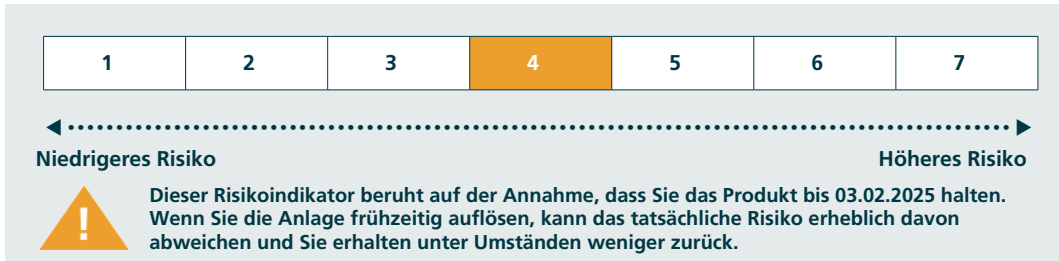 1 2 3 4 5 6 7
Niedrigeres Risiko Höheres Risiko
! Dieser Risikoindikator beruht auf der Annahme, dass Sie das Produkt bis 03.02.2025 halten.
Wenn Sie die Anlage frühzeitig auflösen, kann das tatsächliche Risiko erheblich davon
abweichen und Sie erhalten unter Umständen weniger zurück.